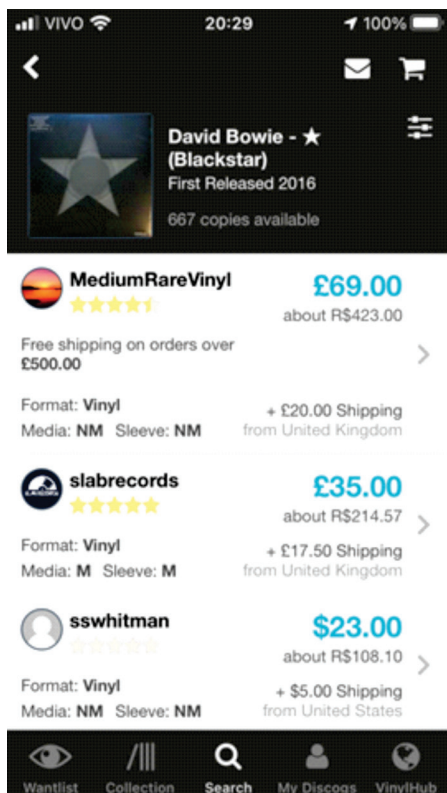 VIVO 20:29 100%
David Bowie - ★
(Blackstar)
First Released 2016
667 copies available
MediumRareVinyl
£69.00
about R$423.00
Free shipping on orders over
£500.00
Format: Vinyl
+ £20.00 Shipping
Media: NM Sleeve: NM
from United Kingdom
slabrecords
£35.00
about R$214.57
Format: Vinyl
+ £17.50 Shipping
Media: M Sleeve: M
from United Kingdom
sswhitman
$23.00
about R$108.10
Format: Vinyl
+ $5.00 Shipping
Media: NM Sleeve: NM
from United States
Wantlist Collection Search My Discogs VinylHub